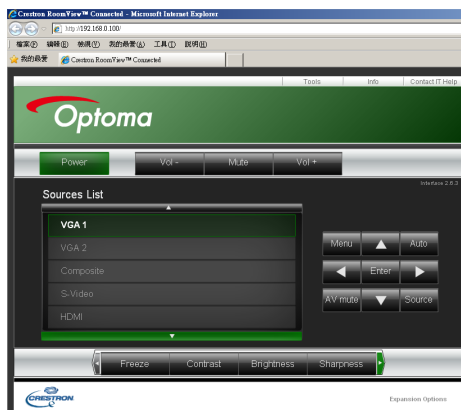 Crestron RoomView™ Connected - Microsoft Internet Explorer
http://192.168.0.100/
檔案(F) 編輯(E) 檢視(V) 我的最愛(A) 工具(T) 說明(H)
我的最愛 Crestron RoomView™ Connected
Tools Info Contact IT Help
Optoma
Power Vol - Mute Vol +
Interface 2.8.3
Sources List
VGA 1
VGA 2
Composite
S-Video
HDMI
Menu Auto
Enter
AV mute Source
Freeze Contrast Brightness Sharpness
CRESTRON
Expansion Options